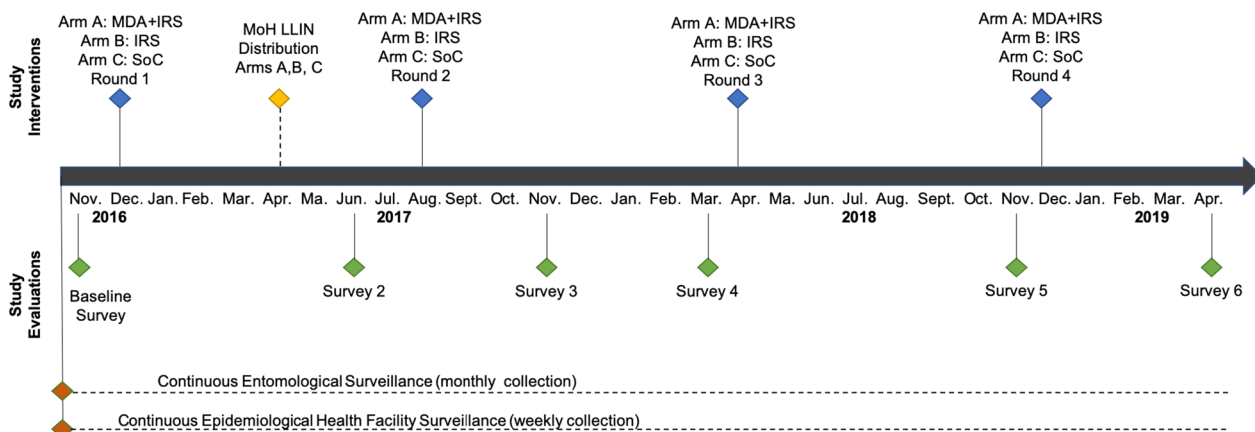 Study
Interventions
Arm A: MDA+IRS
Arm B: IRS
Arm C: SoC
Round 1
MoH LLIN
Distribution
Arms A,B, C
Arm A: MDA+IRS
Arm B: IRS
Arm C: SoC
Round 2
Arm A: MDA+IRS
Arm B: IRS
Arm C: SoC
Round 3
Arm A: MDA+IRS
Arm B: IRS
Arm C: SoC
Round 4
Nov. Dec. Jan. Feb. Mar. Apr. Ma. Jun. Jul. Aug. Sept. Oct. Nov. Dec. Jan. Feb. Mar. Apr. Ma. Jun. Jul. Aug. Sept. Oct. Nov. Dec. Jan. Feb. Mar. Apr.
2016 2017 2018 2019
Study
Evaluations
Baseline
Survey
Survey 2
Survey 3
Survey 4
Survey 5
Survey 6
Continuous Entomological Surveillance (monthly collection)
Continuous Epidemiological Health Facility Surveillance (weekly collection)